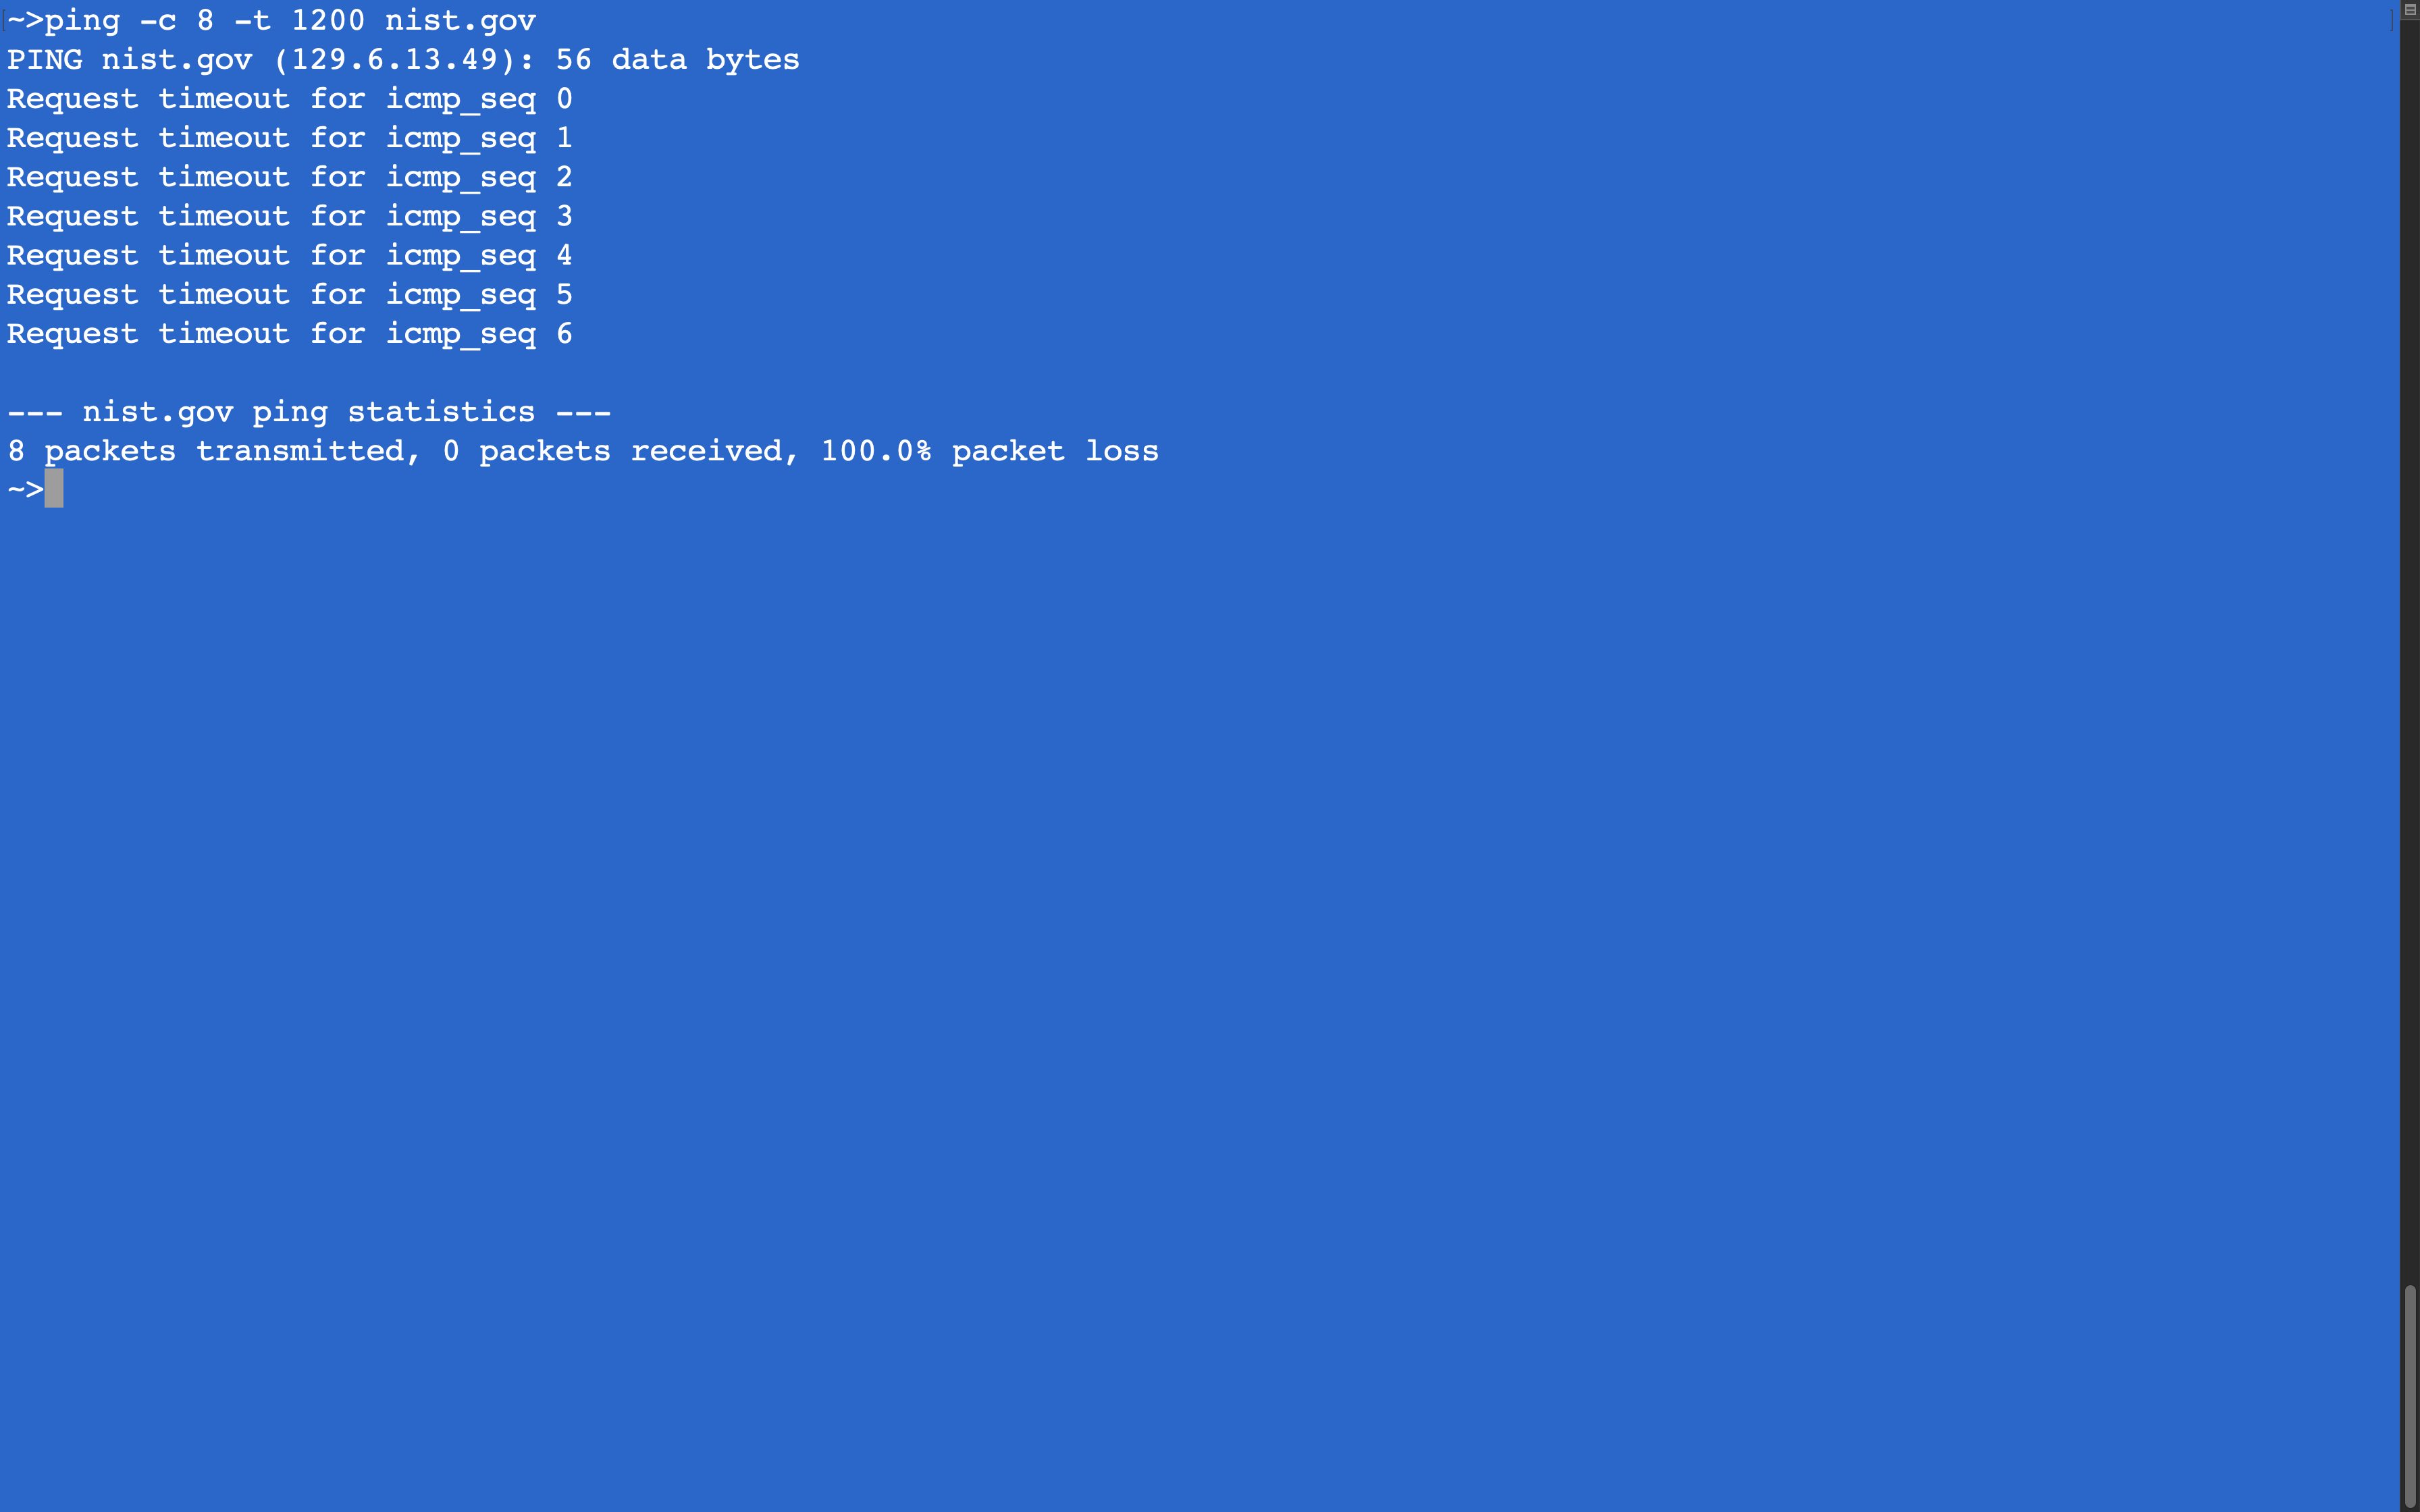 ~>ping -c 8 -t 1200 nist.gov
PING nist.gov (129.6.13.49): 56 data bytes
Request timeout for icmp_seq 0
Request timeout for icmp_seq 1
Request timeout for icmp_seq 2
Request timeout for icmp_seq 3
Request timeout for icmp_seq 4
Request timeout for icmp_seq 5
Request timeout for icmp_seq 6
--- nist.gov ping statistics ---
8 packets transmitted, 0 packets received, 100.0% packet loss
~>